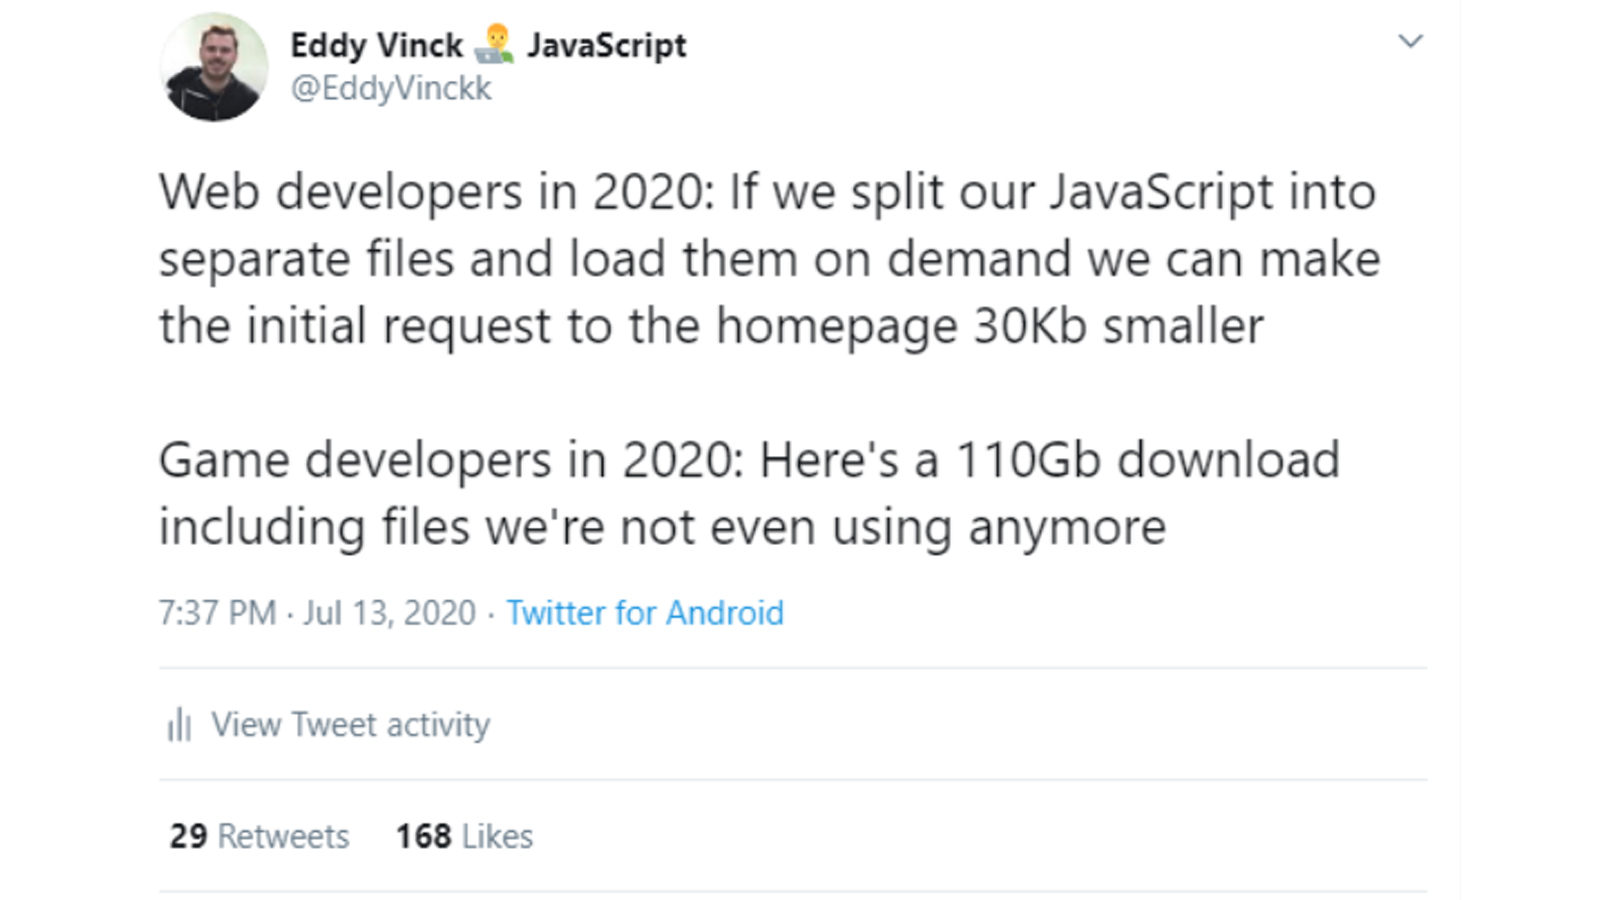 Eddy Vinck 👨‍💻 JavaScript
@EddyVinckk
Web developers in 2020: If we split our JavaScript into
separate files and load them on demand we can make
the initial request to the homepage 30Kb smaller
Game developers in 2020: Here's a 110Gb download
including files we're not even using anymore
7:37 PM · Jul 13, 2020 · Twitter for Android
View Tweet activity
29 Retweets 168 Likes